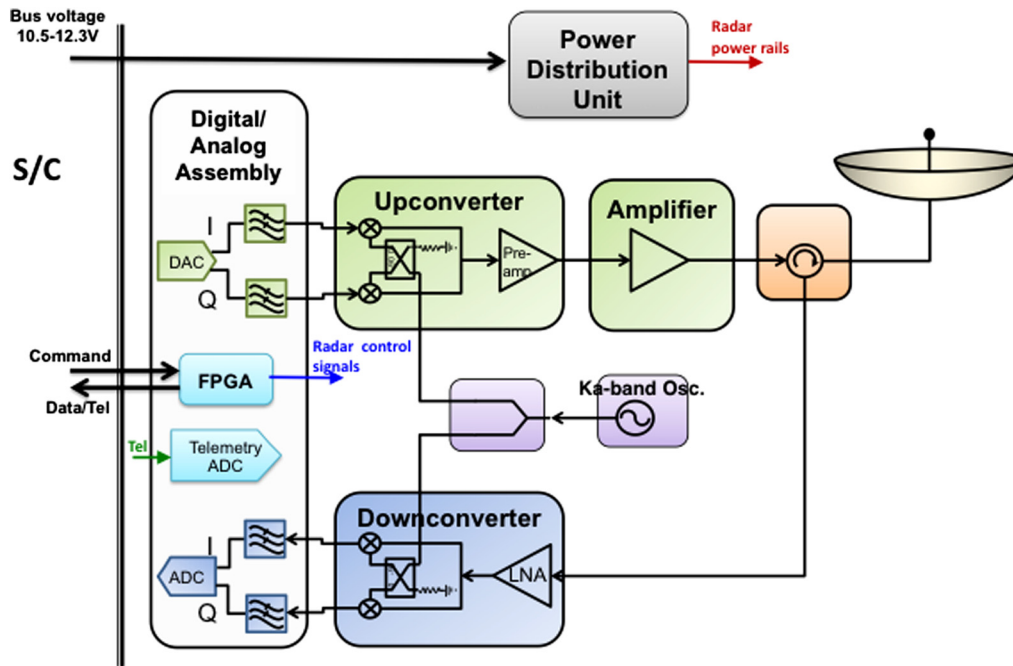 Bus voltage
10.5-12.3V
Power
Distribution
Unit
Radar
power rails
S/C
Digital/
Analog
Assembly
I
DAC
Q
Upconverter
Pre-
amp
Amplifier
Command
Data/Tel
FPGA
Radar control
signals
Ka-band Osc.
Tel
Telemetry
ADC
Downconverter
I
ADC
Q
LNA